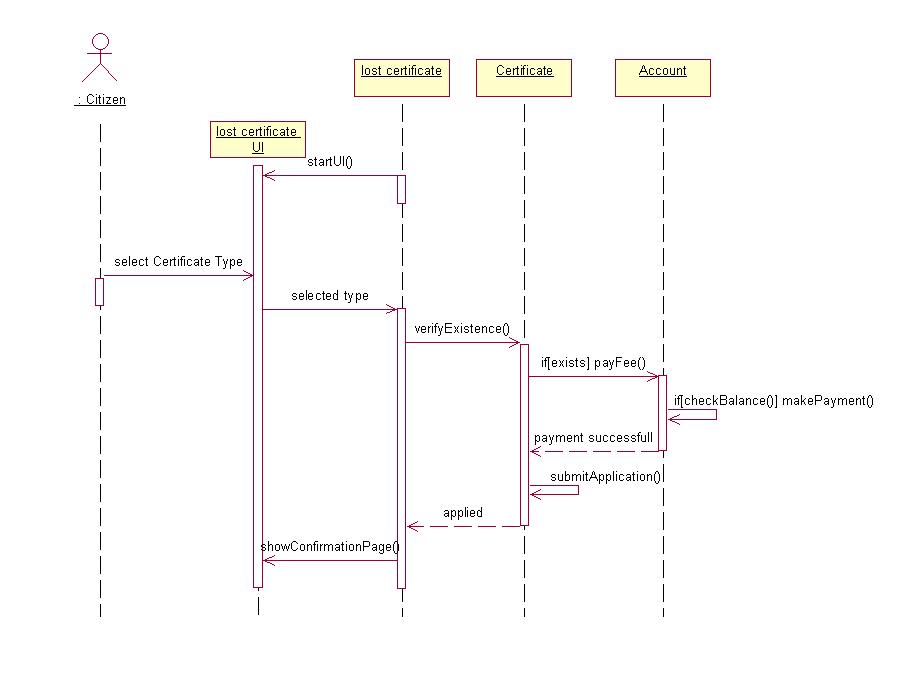 : Citizen
lost certificate
Certificate
Account
lost certificate
UI
startUI()
select Certificate Type
selected type
verifyExistence()
if[exists] payFee()
if[checkBalance()] makePayment()
payment successfull
submitApplication()
applied
showConfirmationPage()